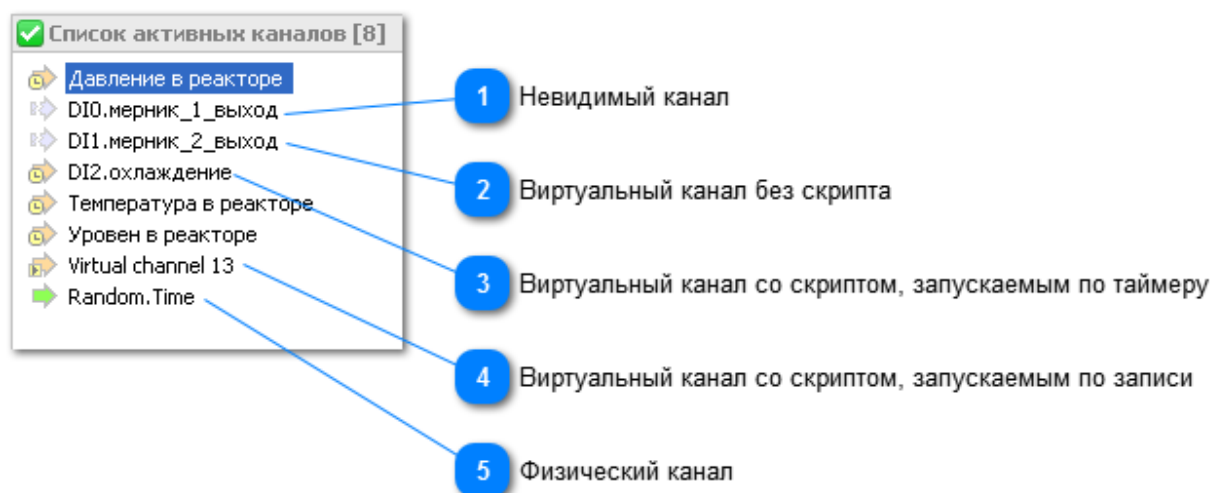 Список активных каналов [8]
Давление в реакторе
DI0.мерник_1_выход
DI1.мерник_2_выход
DI2.охлаждение
Температура в реакторе
Уровен в реакторе
Virtual channel 13
Random.Time
1 Невидимый канал
2 Виртуальный канал без скрипта
3 Виртуальный канал со скриптом, запускаемым по таймеру
4 Виртуальный канал со скриптом, запускаемым по записи
5 Физический канал